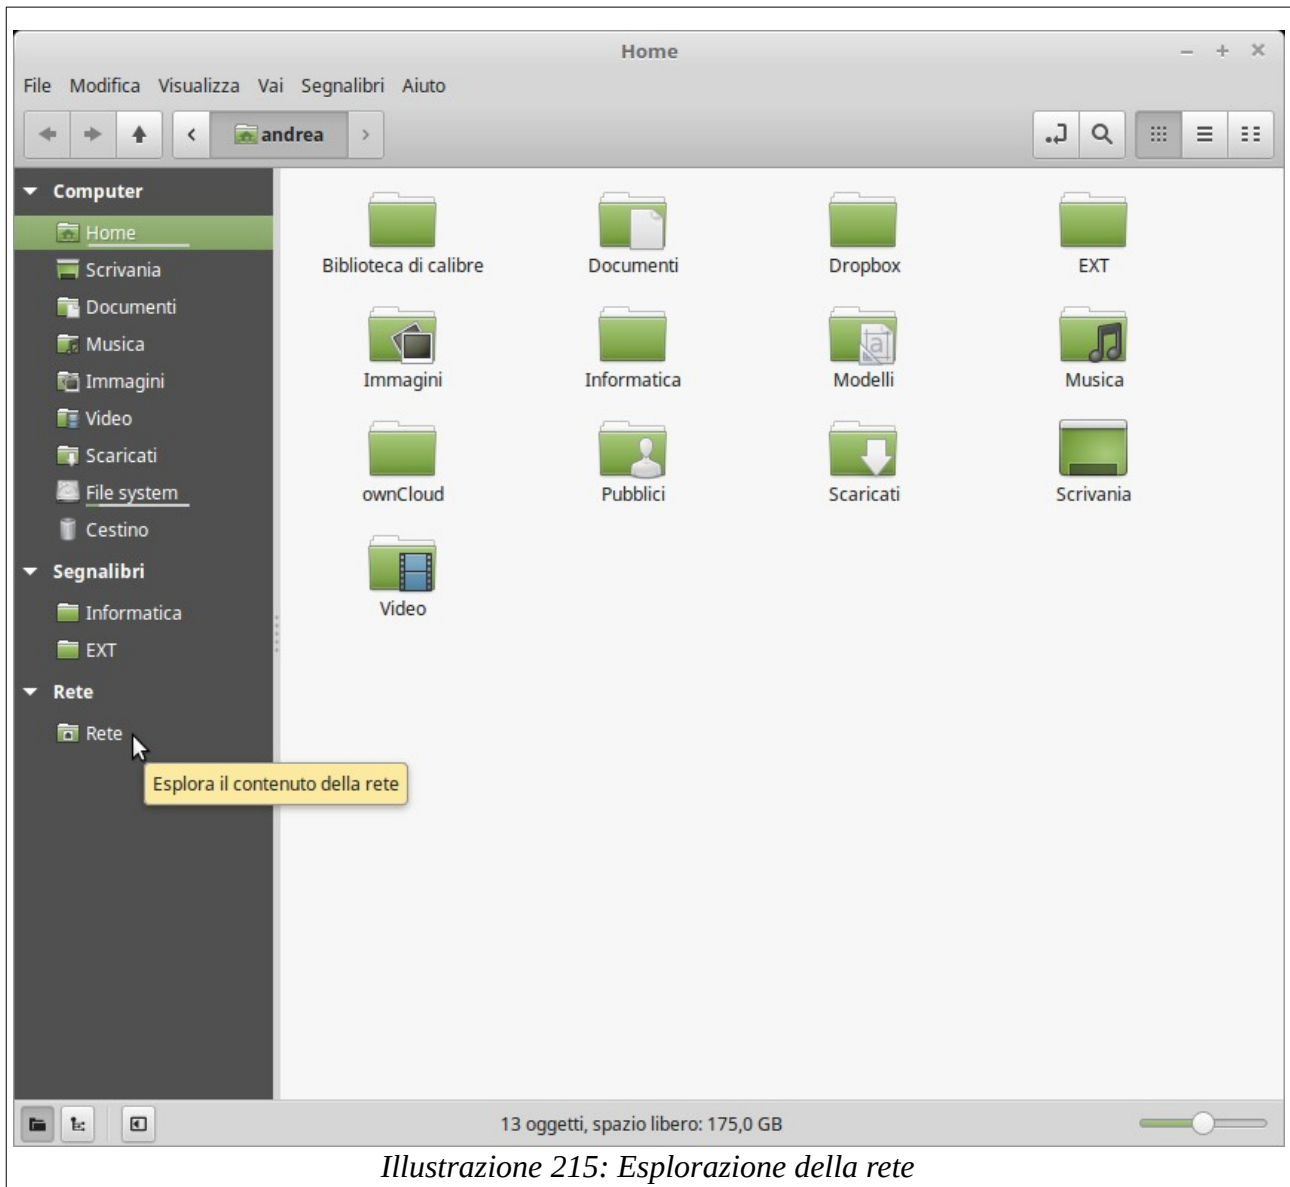 Home
File Modifica Visualizza Vai Segnalibri Aiuto
andrea
Computer
Home
Scrivania
Documenti
Musica
Immagini
Video
Scaricati
File system
Cestino
Segnalibri
Informatica
EXT
Rete
Rete
Esplora il contenuto della rete
Biblioteca di calibre Documenti Dropbox EXT
Immagini Informatica Modelli Musica
ownCloud Pubblici Scaricati Scrivania
Video
13 oggetti, spazio libero: 175,0 GB
Illustrazione 215: Esplorazione della rete